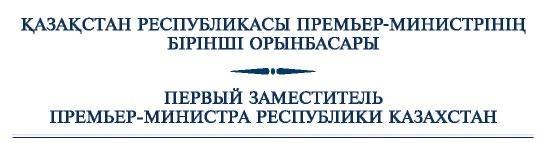 ҚАЗАҚСТАН РЕСПУБЛИКАСЫ ПРЕМЬЕР-МИНИСТРІНІҢ
БІРІНШІ ОРЫНБАСАРЫ
ПЕРВЫЙ ЗАМЕСТИТЕЛЬ
ПРЕМЬЕР-МИНИСТРА РЕСПУБЛИКИ КАЗАХСТАН